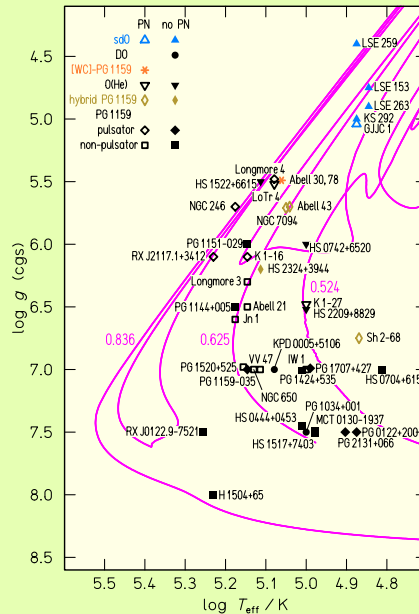 PN no PN
sdO
DO
[WC]-PG 1159
O(He)
hybrid PG 1159
PG 1159
pulsator
non-pulsator
LSE 259
LSE 153
LSE 263
KS 292
GJJC 1
Longmore 4
HS 1522+6615
Abell 30,78
LoTr 4
NGC 246
Abell 43
NGC 7094
PG 1151-029
HS 0742+6520
RX J2117.1+3412
K 1-16
HS 2324+3944
Longmore 3
0.524
PG 1144+005
Abell 21
K 1-27
HS 2209+8829
Jn 1
0.836
0.625
KPD 0005+5106
Sh 2-68
VV 47
IW 1
PG 1520+525
PG 1707+427
PG 1159-035
PG 1424+535
HS 0704+615
NGC 650
PG 1034+001
HS 0444+0453
MCT 0130-1937
RX J0122.9-7521
PG 0122+200
HS 1517+7403
PG 2131+066
H 1504+65
4.5
5.0
5.5
6.0
6.5
7.0
7.5
8.0
8.5
log g (cgs)
5.5 5.4 5.3 5.2 5.1 5.0 4.9 4.8
log Teff / K